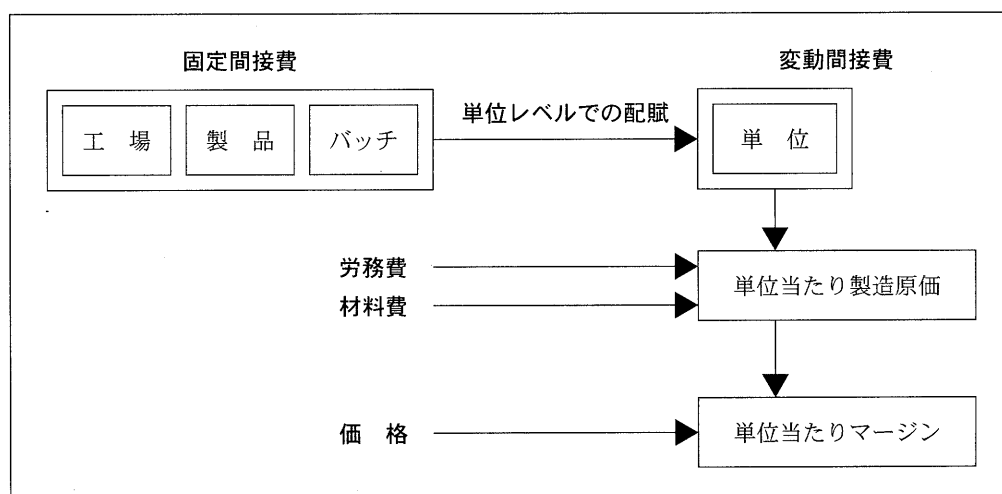 固定間接費
変動間接費
工 場
製 品
バッチ
単位レベルでの配賦
単 位
労務費
材料費
単位当たり製造原価
価 格
単位当たりマージン